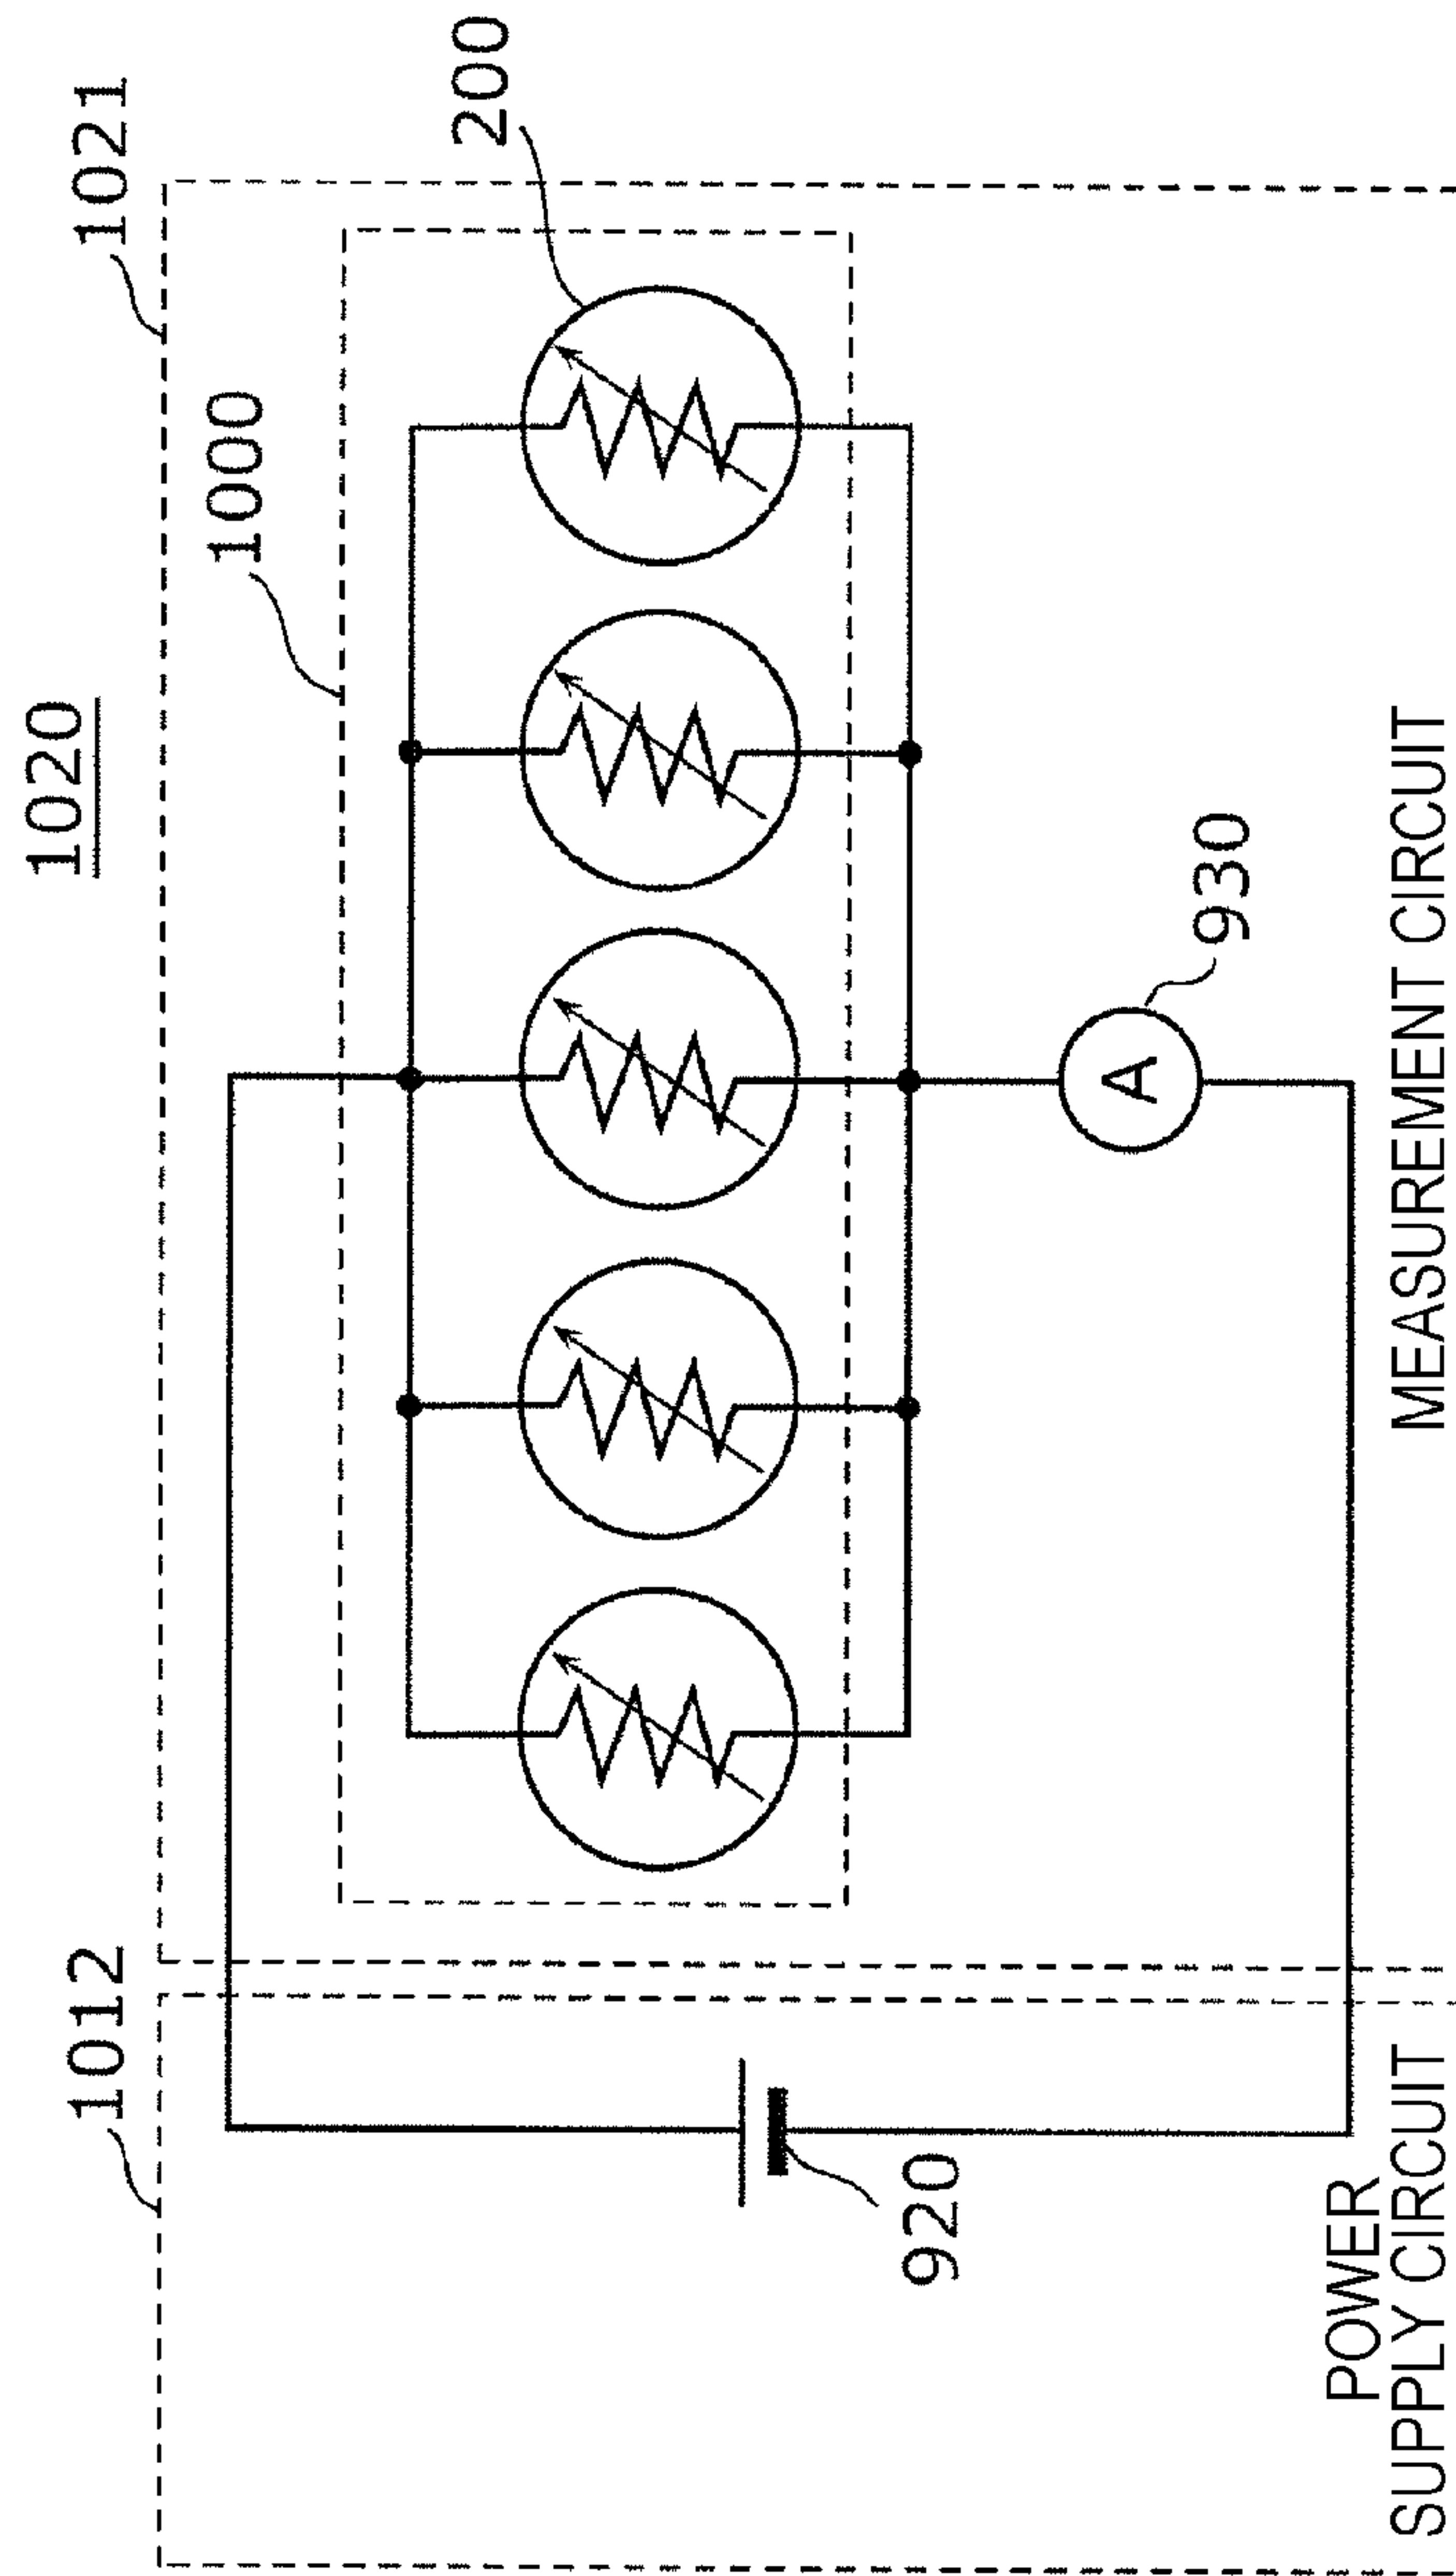 1020
1012
1021
1000
200
920
930
A
POWER
SUPPLY CIRCUIT
MEASUREMENT CIRCUIT